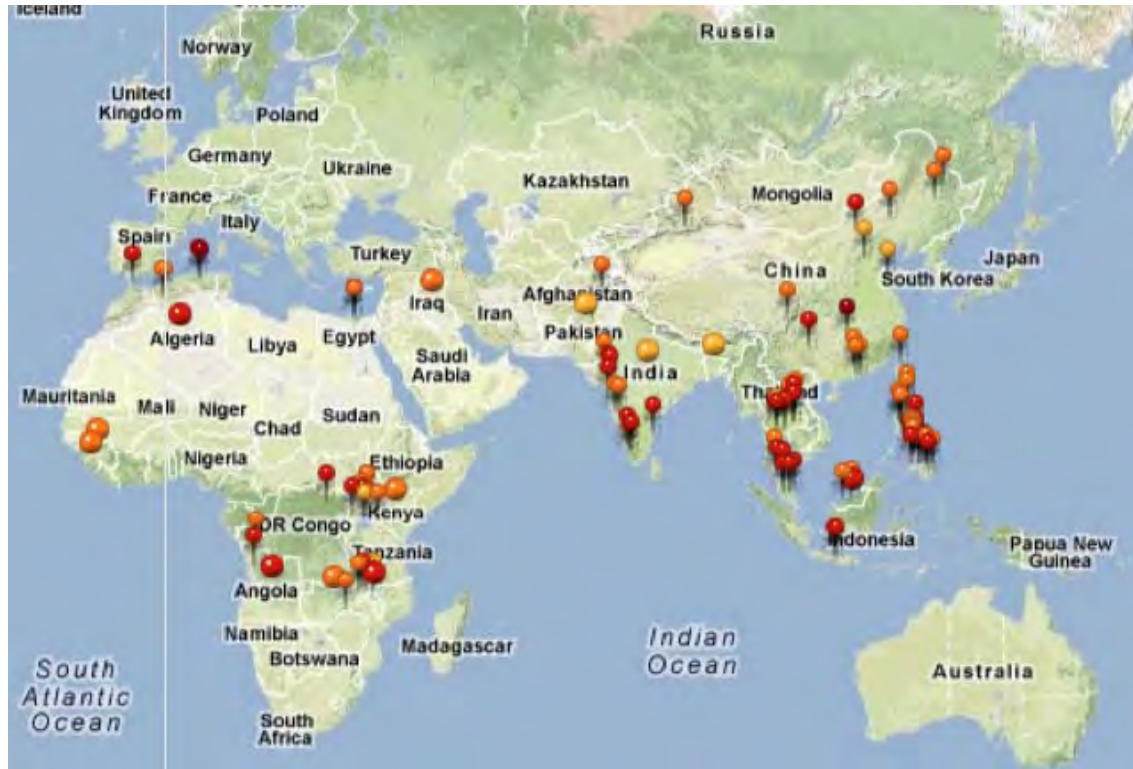 Iceland
Norway
Russia
United
Kingdom
Poland
Germany
Ukraine
Kazakhstan
France
Mongolia
Italy
Spain
Turkey
Japan
China
South Korea
Afghanistan
Iraq
Iran
Algeria
Libya
Egypt
Pakistan
Saudi
Arabia
India
Mauritania
Mali
Niger
Sudan
Chad
Nigeria
Ethiopia
Kenya
DR Congo
Tanzania
Indonesia
Papua New
Guinea
Angola
Namibia
Botswana
Madagascar
Indian
Ocean
Australia
South
Atlantic
Ocean
South
Africa